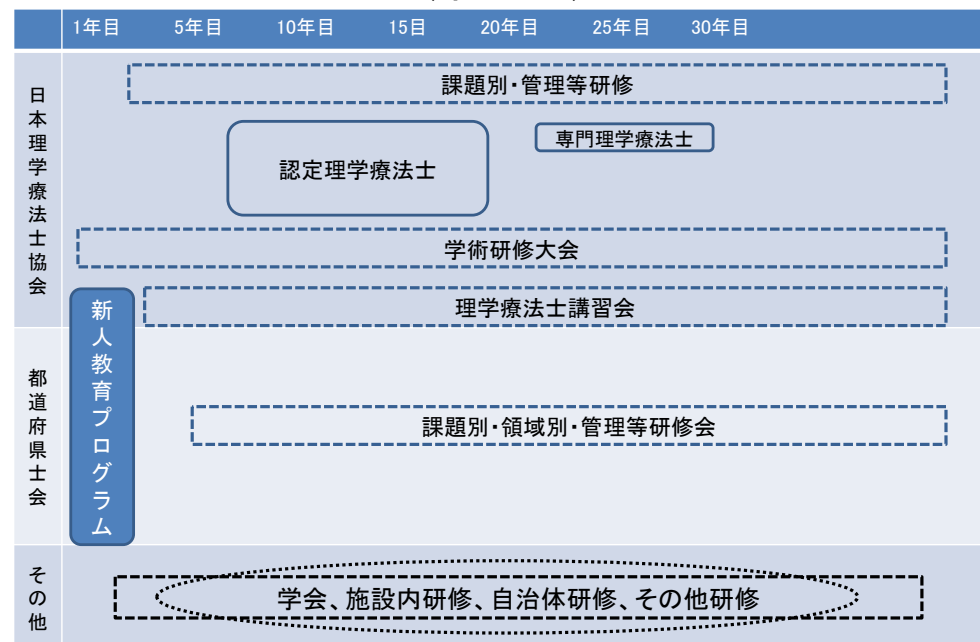 1年目 5年目 10年目 15目 20年目 25年目 30年目
日本理学療法士協会
課題別・管理等研修
認定理学療法士
専門理学療法士
学術研修大会
理学療法士講習会
新人教育プログラム
都道府県士会
課題別・領域別・管理等研修会
その他
学会、施設内研修、自治体研修、その他研修